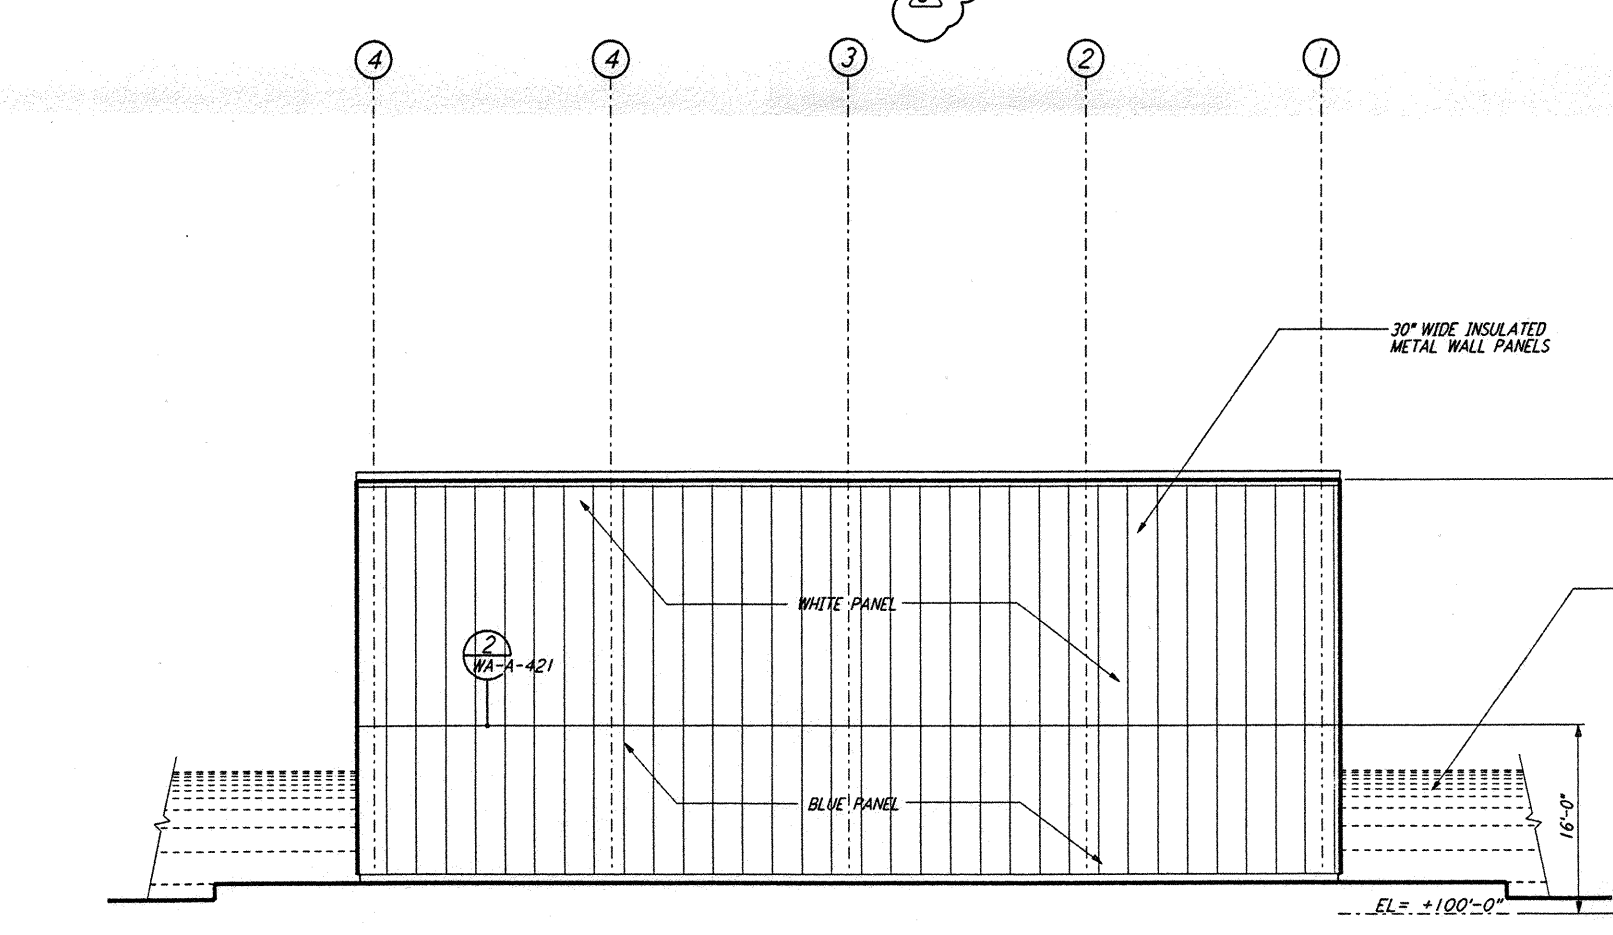 4 4 3 2 1
30" WIDE INSULATED
METAL WALL PANELS
WHITE PANEL
2
WA-A-421
BLUE PANEL
16'-0"
EL= +100'-0"